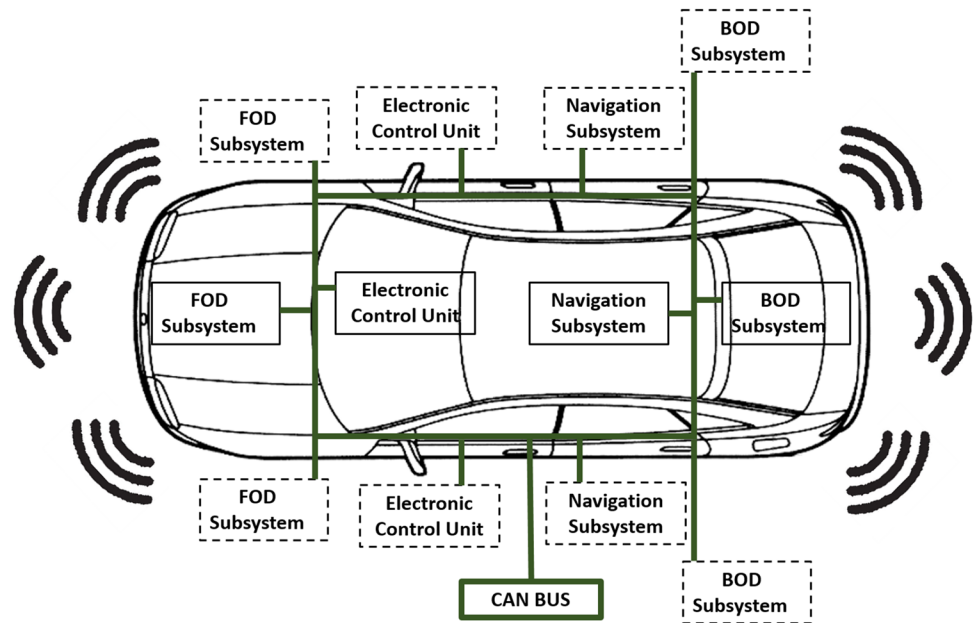 BOD
Subsystem
Electronic
Control Unit
Navigation
Subsystem
FOD
Subsystem
FOD
Subsystem
Electronic
Control Unit
Navigation
Subsystem
BOD
Subsystem
FOD
Subsystem
Electronic
Control Unit
Navigation
Subsystem
BOD
Subsystem
CAN BUS